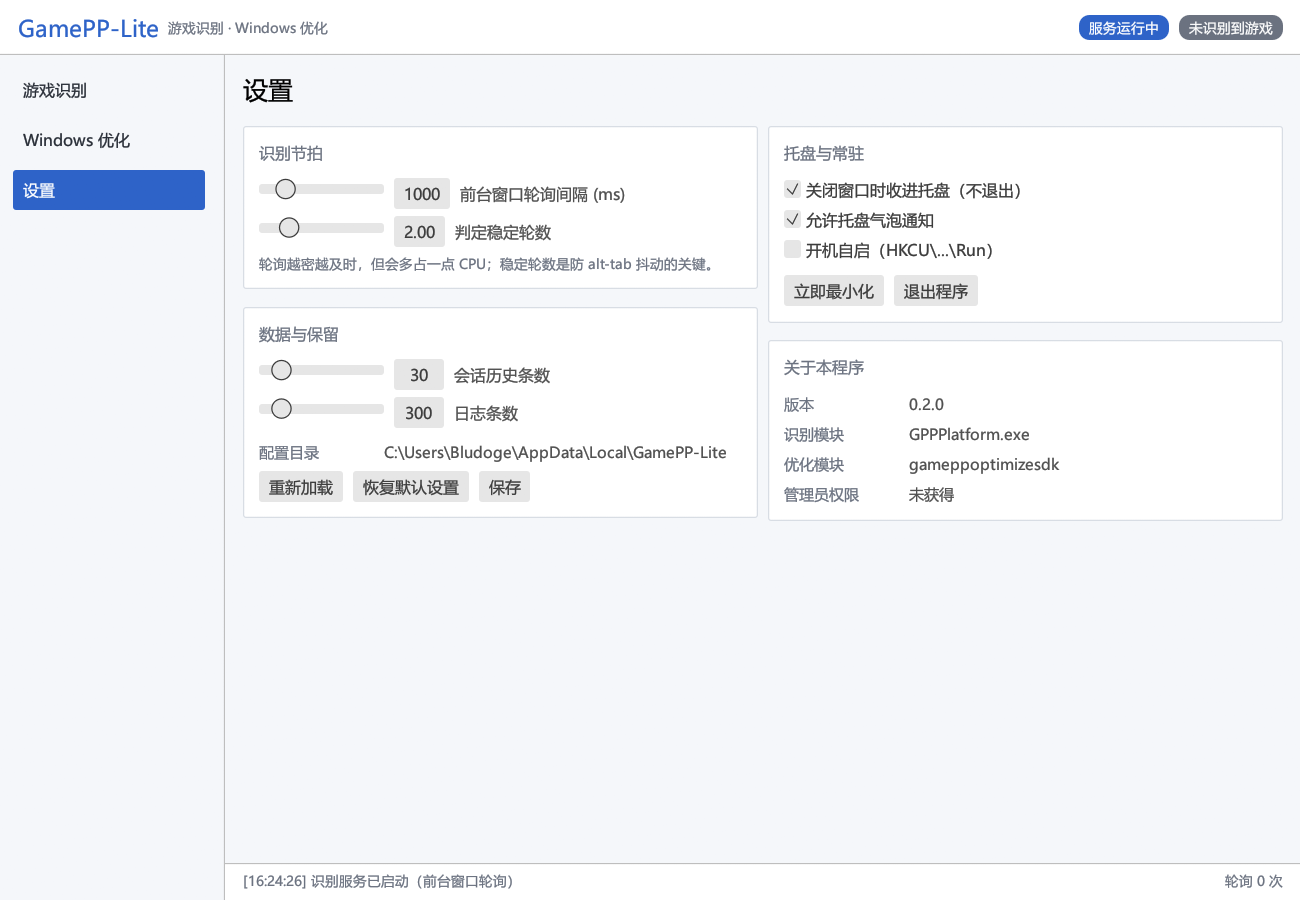 GamePP-Lite 游戏识别 · Windows 优化
服务运行中
未识别到游戏
游戏识别
Windows 优化
设置
设置
识别节拍
1000 前台窗口轮询间隔 (ms)
2.00 判定稳定轮数
轮询越密越及时，但会多占一点 CPU；稳定轮数是防 alt-tab 抖动的关键。
数据与保留
30 会话历史条数
300 日志条数
配置目录 C:\Users\Bludoge\AppData\Local\GamePP-Lite
重新加载 恢复默认设置 保存
托盘与常驻
关闭窗口时收进托盘（不退出）
允许托盘气泡通知
开机自启（HKCU\...\Run）
立即最小化 退出程序
关于本程序
版本 0.2.0
识别模块 GPPPlatform.exe
优化模块 gameppoptimizesdk
管理员权限 未获得
[16:24:26] 识别服务已启动（前台窗口轮询）
轮询 0 次